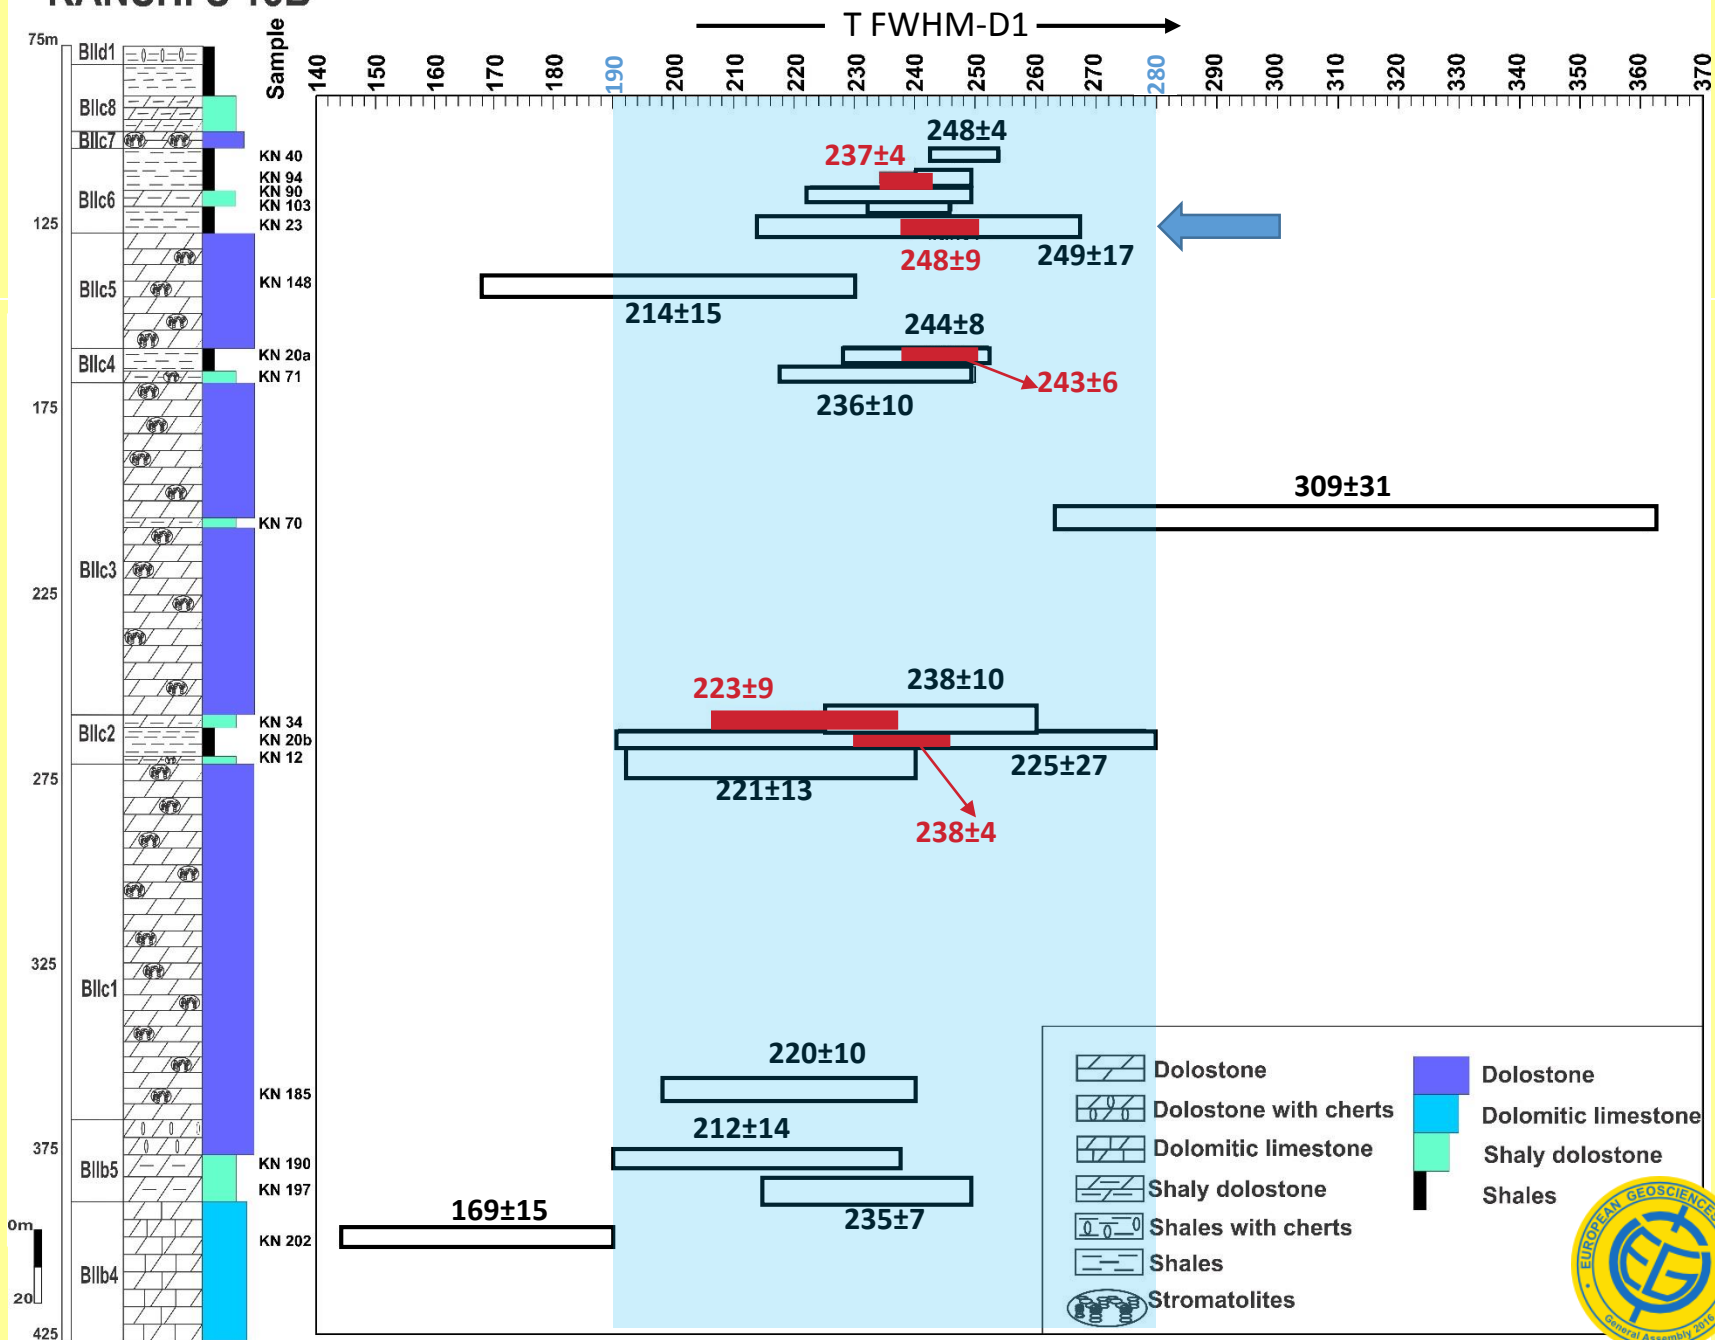 T FWHM-D1
Sample
140 150 160 170 180 190 200 210 220 230 240 250 260 270 280 290 300 310 320 330 340 350 360 370
75m
BIId1
BIIc8
BIIc7
KN 40
248±4
237±4
KN 94
KN 90
BIIc6
KN 103
125
KN 23
249±17
248±9
BIIc5
KN 148
214±15
244±8
KN 20a
BIIc4
KN 71
243±6
175
236±10
309±31
KN 70
BIIc3
225
223±9
238±10
KN 34
BIIc2
KN 20b
KN 12
225±27
275
221±13
238±4
325
BIIc1
220±10
KN 185
212±14
375
BIIb5
KN 190
KN 197
169±15
235±7
0m
KN 202
BIIb4
20
425
Dolostone
Dolostone with cherts
Dolomitic limestone
Shaly dolostone
Shales with cherts
Shales
Stromatolites
Dolostone
Dolomitic limestone
Shaly dolostone
Shales
EUROPEAN GEOSCIENCES
EG
General Assembly 2016